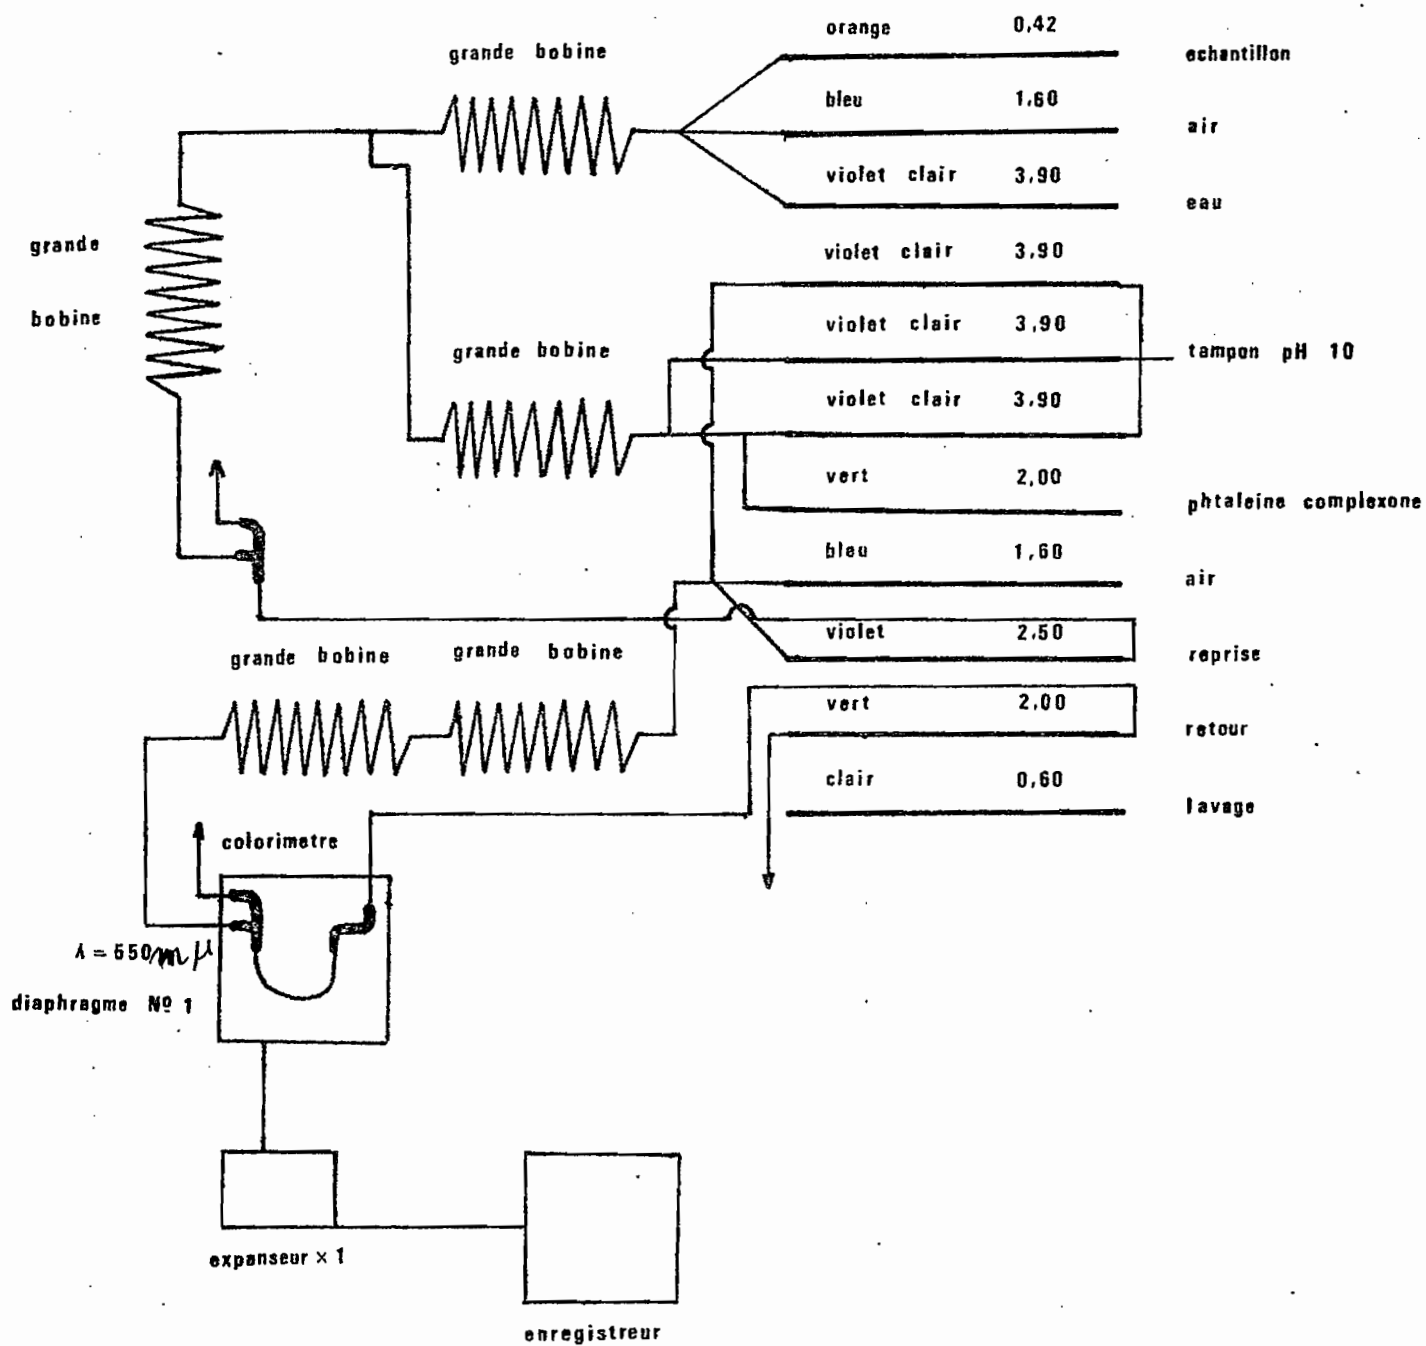 orange 0,42
grande bobine
echantillon
bleu 1,60
air
violet clair 3,90
eau
grande
bobine
violet clair 3,90
violet clair 3,90
grande bobine
tampon pH 10
violet clair 3,90
vert 2,00
phtaleine complexone
bleu 1,60
air
violet 2,50
grande bobine grande bobine
reprise
vert 2,00
retour
clair 0,60
lavage
colorimetre
λ = 550 mμ
diaphragme Nº 1
expanseur × 1
enregistreur